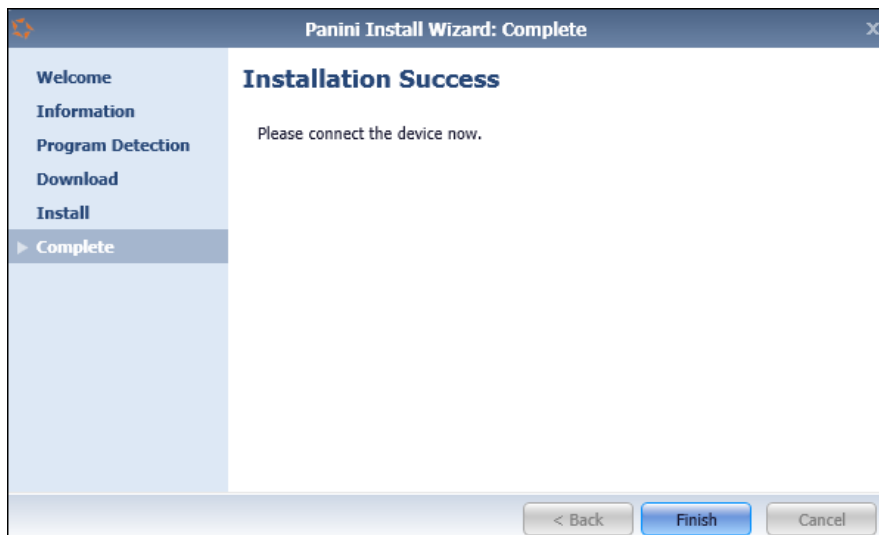 Panini Install Wizard: Complete
X
Welcome
Information
Program Detection
Download
Install
Complete
Installation Success
Please connect the device now.
< Back
Finish
Cancel